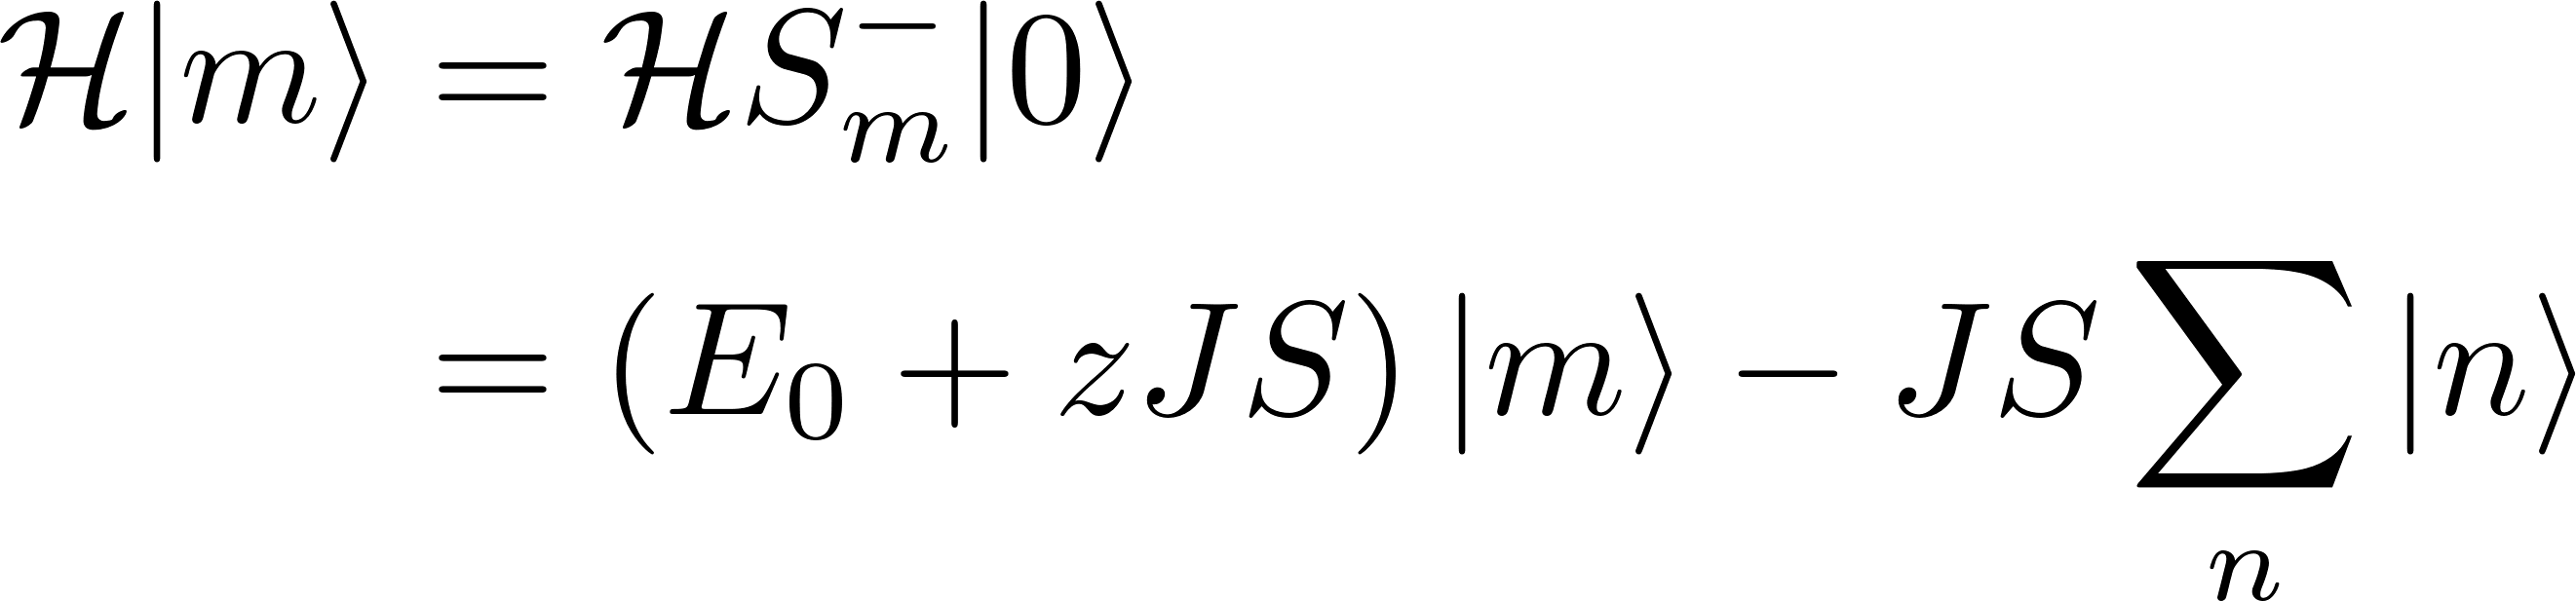 $\mathcal{H}|m\rangle = \mathcal{H}S_m^-|0\rangle$
$= (E_0 + zJS)\,|m\rangle - JS\sum_n |n\rangle$